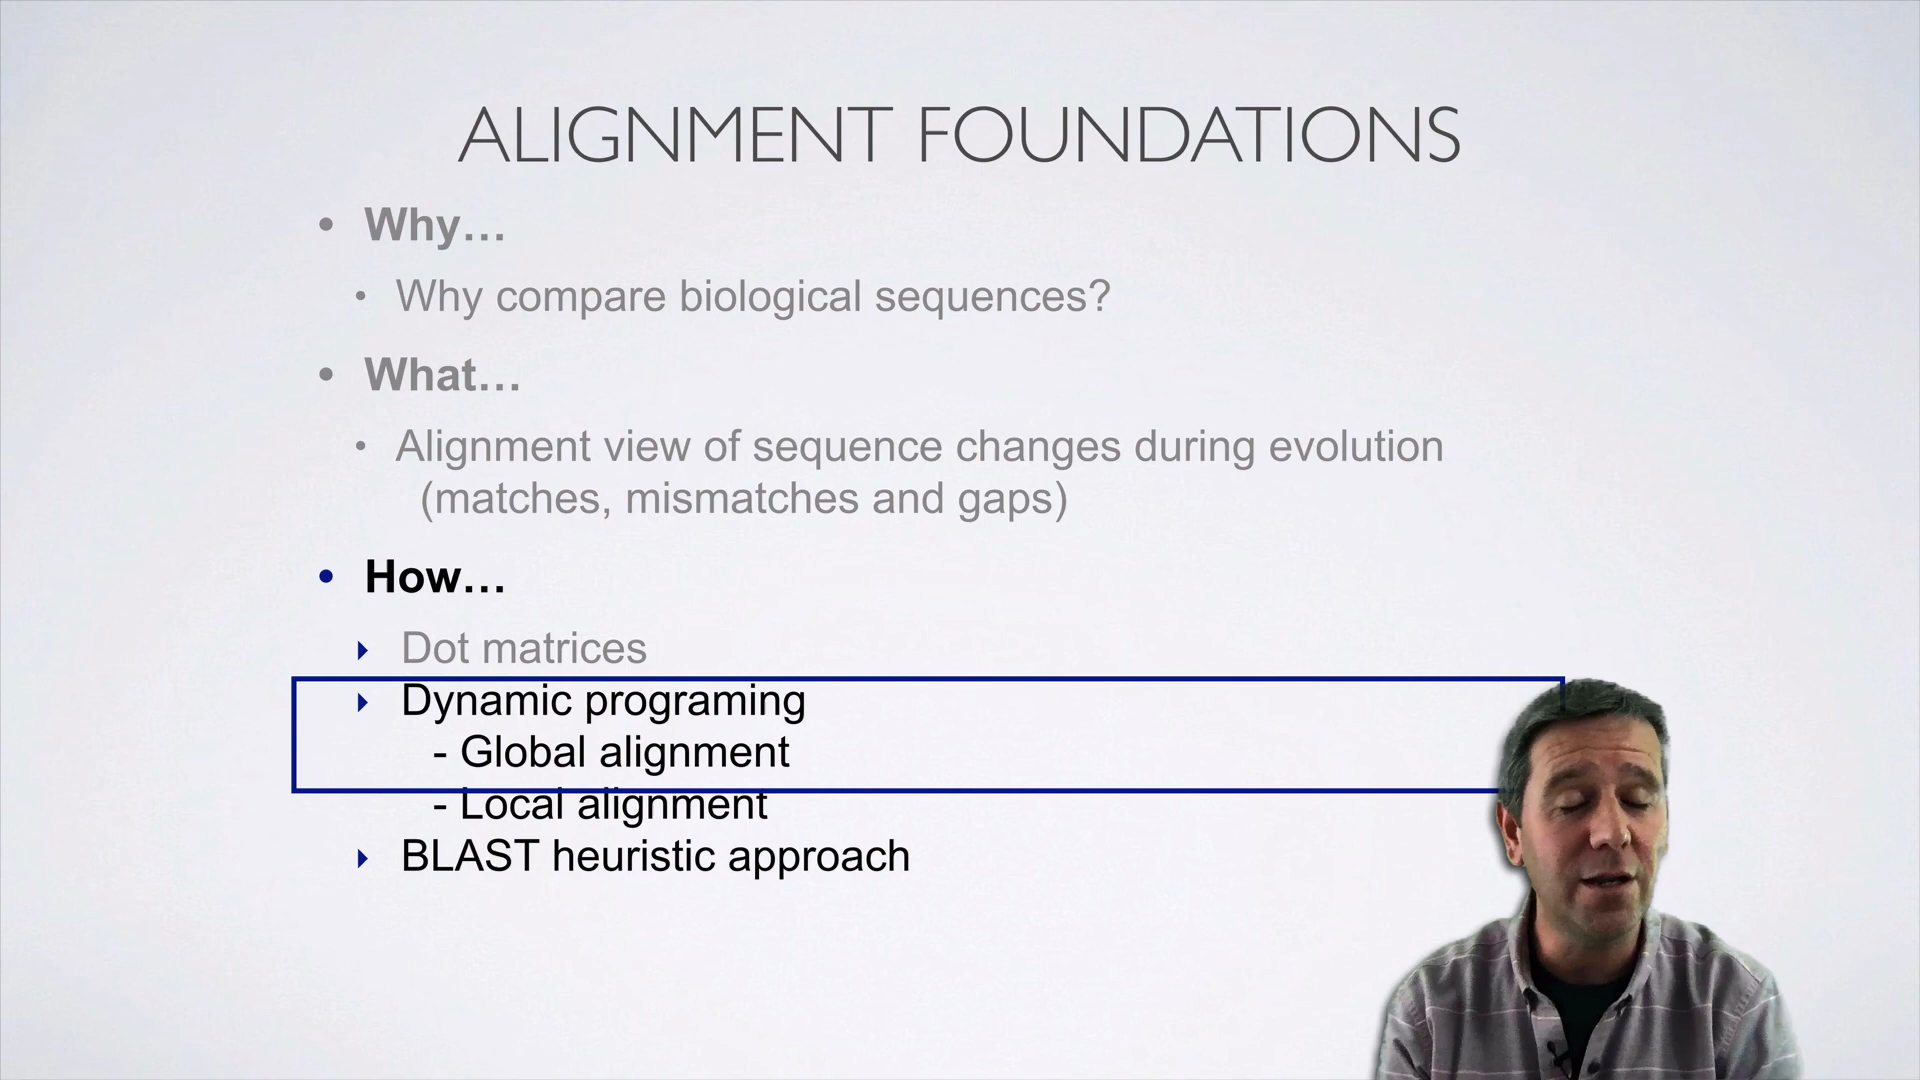 ALIGNMENT FOUNDATIONS
• Why…
• Why compare biological sequences?
• What…
• Alignment view of sequence changes during evolution
(matches, mismatches and gaps)
• How…
‣ Dot matrices
‣ Dynamic programing
- Global alignment
- Local alignment
‣ BLAST heuristic approach